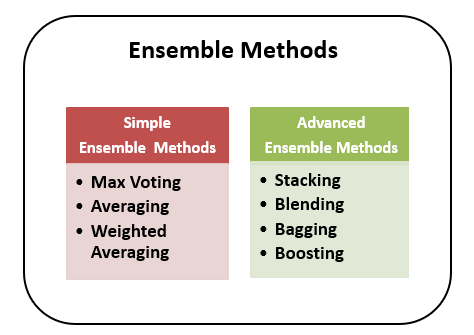 Ensemble Methods
Simple
Ensemble Methods
• Max Voting
• Averaging
• Weighted
Averaging
Advanced
Ensemble Methods
• Stacking
• Blending
• Bagging
• Boosting